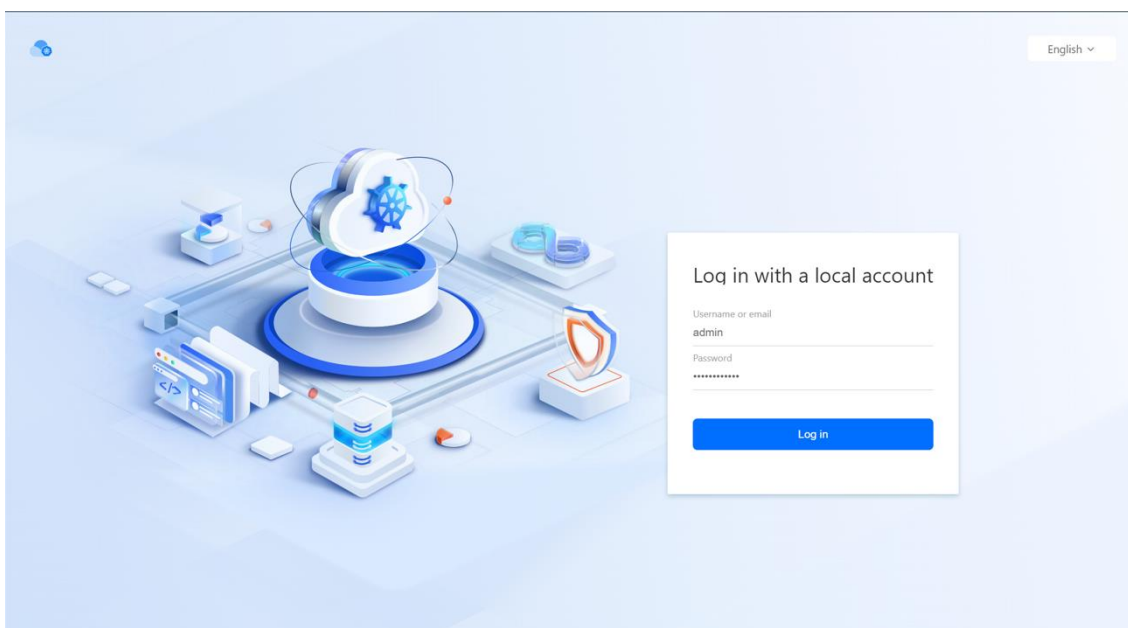 English
Log in with a local account
Username or email
admin
Password
••••••••••••
Log in